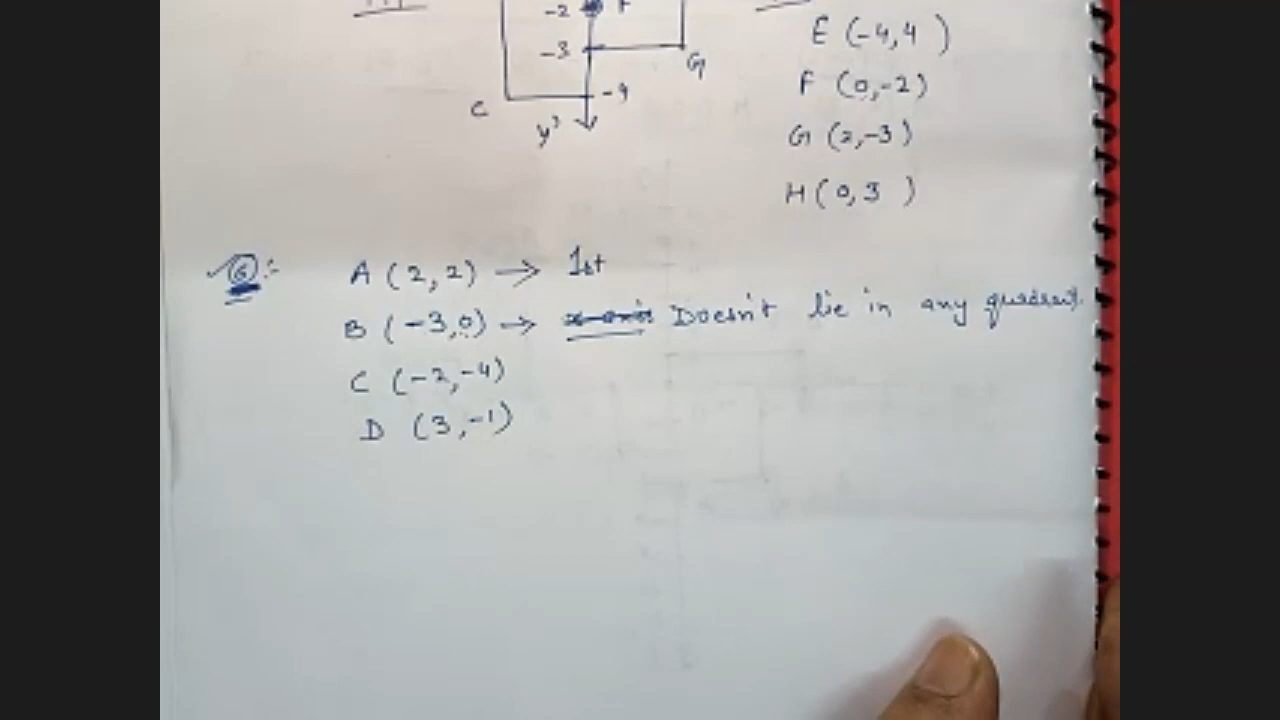 -2 F
E (-4,4 )
-3
G
F (0,-2)
-4
C
y'
G (2,-3)
H ( 0,3 )
6:-
A (2,2) → 1st
B (-3,0) → x-axis Doesn't lie in any quadrant.
C (-2,-4)
D (3,-1)